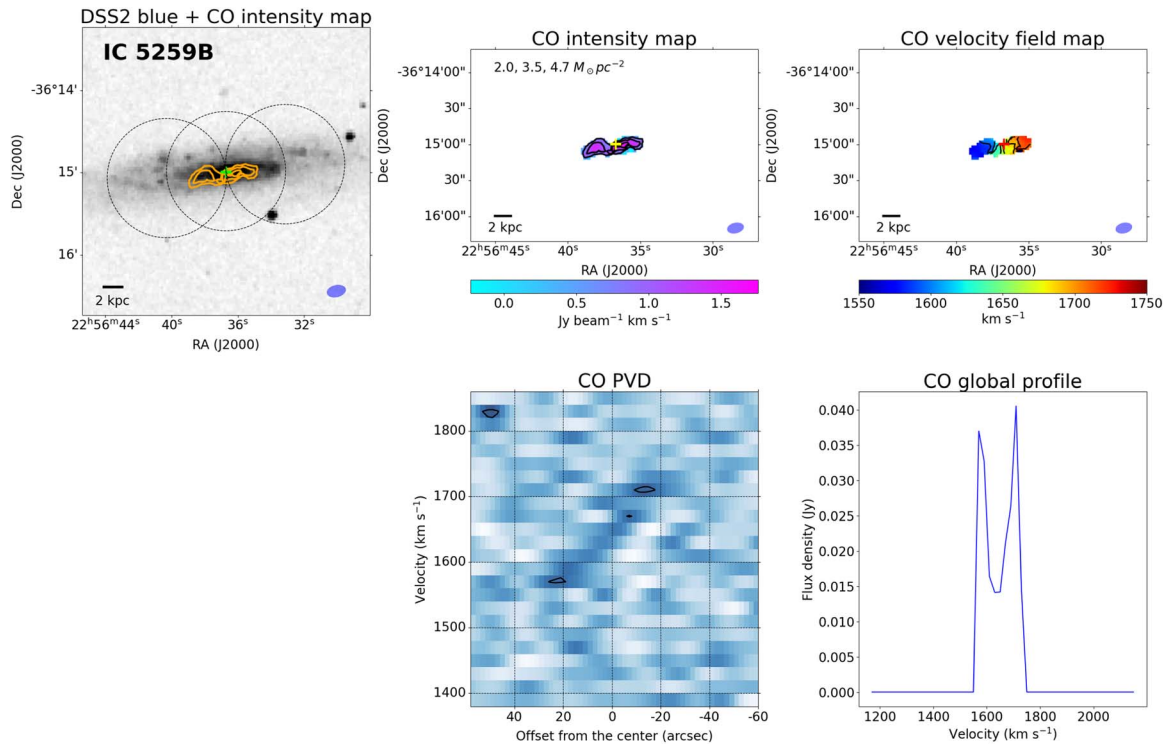 DSS2 blue + CO intensity map
IC 5259B
-36°14'
15'
16'
Dec (J2000)
2 kpc
22ʰ56ᵐ44ˢ 40ˢ 36ˢ 32ˢ
RA (J2000)
CO intensity map
2.0, 3.5, 4.7 M⊙pc⁻²
-36°14'00"
30"
15'00"
30"
16'00"
Dec (J2000)
2 kpc
22ʰ56ᵐ45ˢ 40ˢ 35ˢ 30ˢ
RA (J2000)
0.0 0.5 1.0 1.5
Jy beam⁻¹ km s⁻¹
CO velocity field map
-36°14'00"
30"
15'00"
30"
16'00"
Dec (J2000)
2 kpc
22ʰ56ᵐ45ˢ 40ˢ 35ˢ 30ˢ
RA (J2000)
1550 1600 1650 1700 1750
km s⁻¹
CO PVD
1800
1700
1600
1500
1400
Velocity (km s⁻¹)
40 20 0 -20 -40 -60
Offset from the center (arcsec)
CO global profile
0.040
0.035
0.030
0.025
0.020
0.015
0.010
0.005
0.000
Flux density (Jy)
1200 1400 1600 1800 2000
Velocity (km s⁻¹)